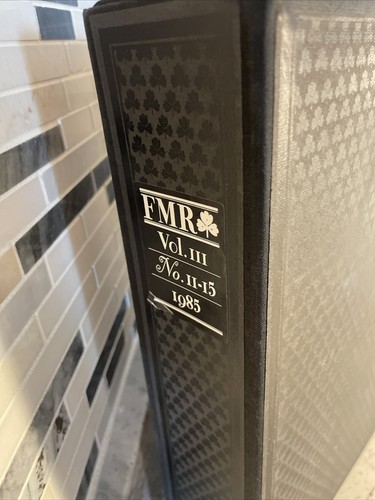 FMR
Vol. III
No. 11-15
1985